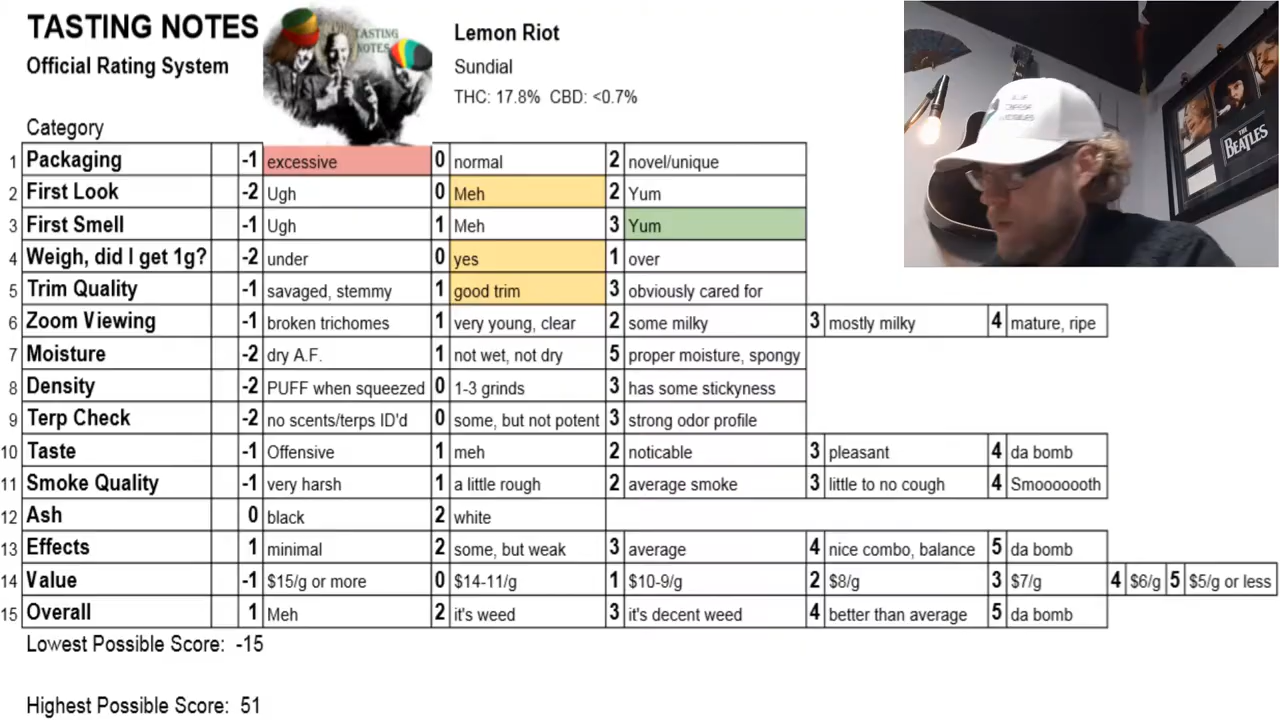 TASTING NOTES
Official Rating System
TASTING
NOTES
Lemon Riot
Sundial
THC: 17.8% CBD: <0.7%
THE
BEATLES
Category
1 Packaging -1 excessive 0 normal 2 novel/unique
2 First Look -2 Ugh 0 Meh 2 Yum
3 First Smell -1 Ugh 1 Meh 3 Yum
4 Weigh, did I get 1g? -2 under 0 yes 1 over
5 Trim Quality -1 savaged, stemmy 1 good trim 3 obviously cared for
6 Zoom Viewing -1 broken trichomes 1 very young, clear 2 some milky 3 mostly milky 4 mature, ripe
7 Moisture -2 dry A.F. 1 not wet, not dry 5 proper moisture, spongy
8 Density -2 PUFF when squeezed 0 1-3 grinds 3 has some stickyness
9 Terp Check -2 no scents/terps ID'd 0 some, but not potent 3 strong odor profile
10 Taste -1 Offensive 1 meh 2 noticable 3 pleasant 4 da bomb
11 Smoke Quality -1 very harsh 1 a little rough 2 average smoke 3 little to no cough 4 Smooooooth
12 Ash 0 black 2 white
13 Effects 1 minimal 2 some, but weak 3 average 4 nice combo, balance 5 da bomb
14 Value -1 $15/g or more 0 $14-11/g 1 $10-9/g 2 $8/g 3 $7/g 4 $6/g 5 $5/g or less
15 Overall 1 Meh 2 it's weed 3 it's decent weed 4 better than average 5 da bomb
Lowest Possible Score: -15
Highest Possible Score: 51